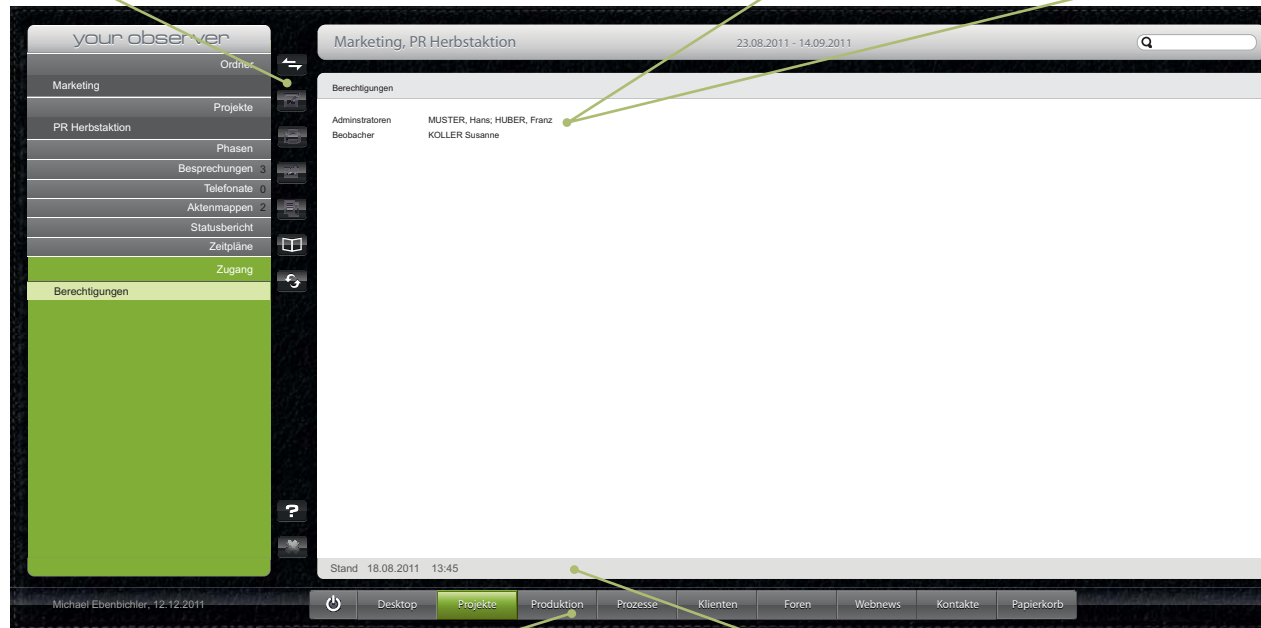 your observer
Ordner
Marketing
Projekte
PR Herbstaktion
Phasen
Besprechungen 3
Telefonate 0
Aktenmappen 2
Statusbericht
Zeitpläne
Zugang
Berechtigungen
Marketing, PR Herbstaktion 23.08.2011 - 14.09.2011
Berechtigungen
Adminstratoren MUSTER, Hans; HUBER, Franz
Beobacher KOLLER Susanne
?
Stand 18.08.2011 13:45
Michael Ebenbichler, 12.12.2011
Desktop Projekte Produktion Prozesse Klienten Foren Webnews Kontakte Papierkorb